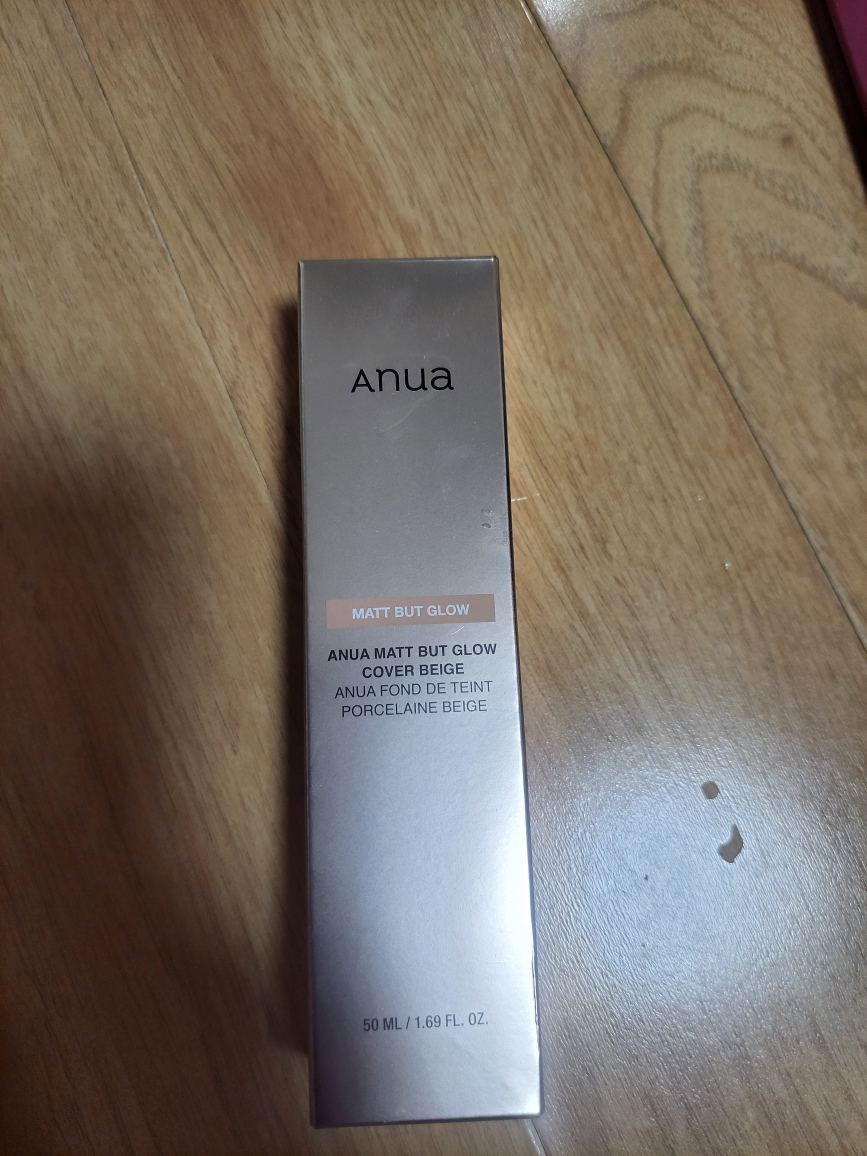 Anua
MATT BUT GLOW
ANUA MATT BUT GLOW
COVER BEIGE
ANUA FOND DE TEINT
PORCELAINE BEIGE
50 ML / 1.69 FL. OZ.